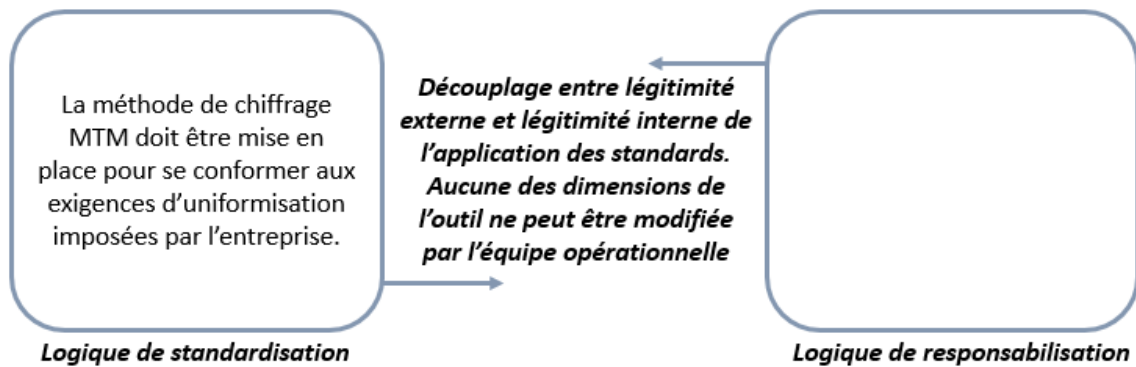 La méthode de chiffrage
MTM doit être mise en
place pour se conformer aux
exigences d’uniformisation
imposées par l’entreprise.
Découplage entre légitimité
externe et légitimité interne de
l’application des standards.
Aucune des dimensions de
l’outil ne peut être modifiée
par l’équipe opérationnelle
Logique de standardisation
Logique de responsabilisation